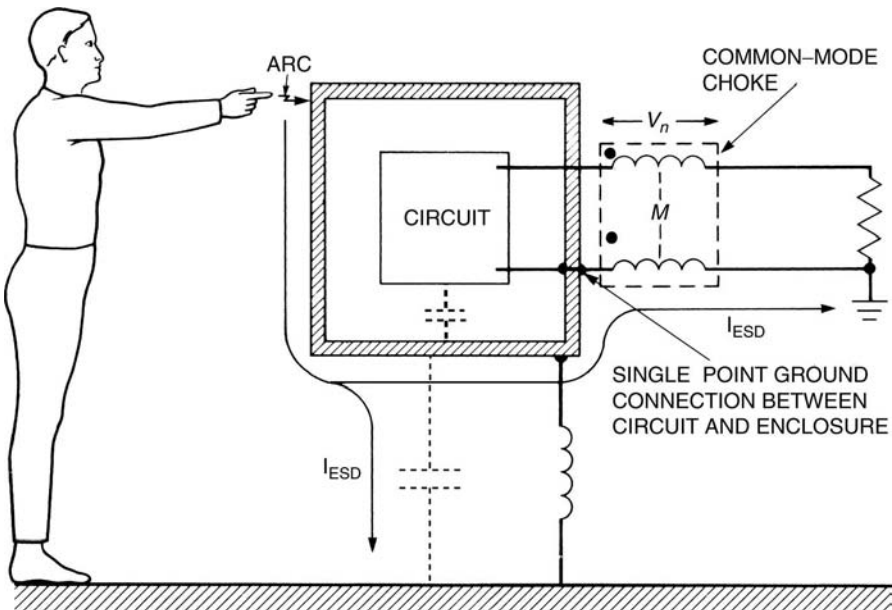 ARC
COMMON–MODE
CHOKE
Vn
CIRCUIT
M
IESD
SINGLE POINT GROUND
CONNECTION BETWEEN
CIRCUIT AND ENCLOSURE
IESD